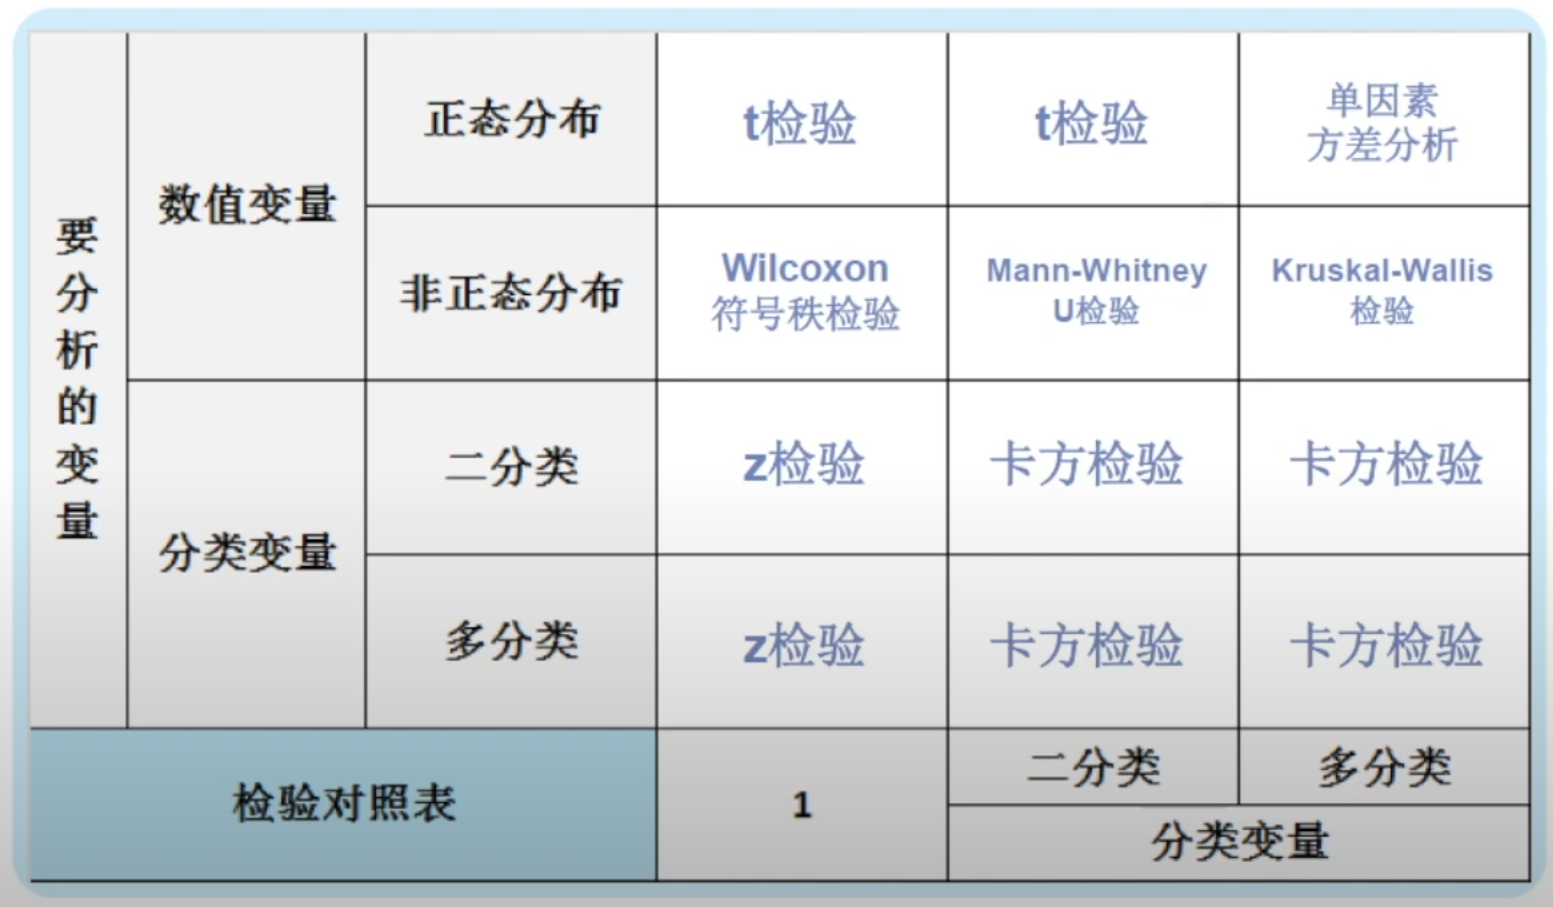 要分析的变量
数值变量
正态分布
t检验
t检验
单因素
方差分析
非正态分布
Wilcoxon
符号秩检验
Mann-Whitney
U检验
Kruskal-Wallis
检验
分类变量
二分类
z检验
卡方检验
卡方检验
多分类
z检验
卡方检验
卡方检验
检验对照表
1
二分类
多分类
分类变量